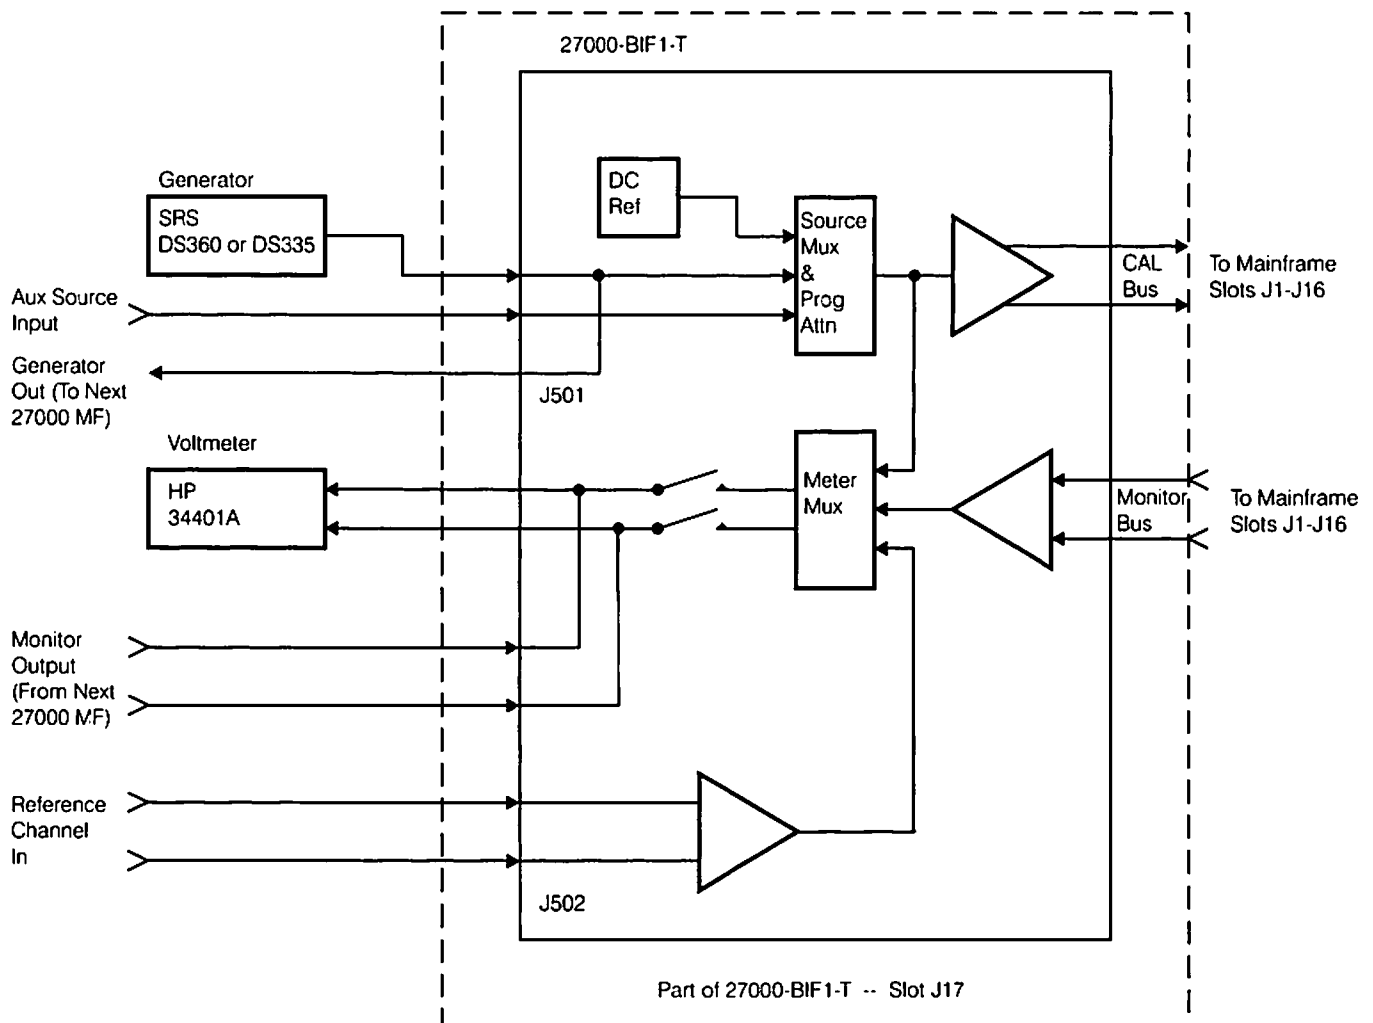 27000-BIF1-T
Generator
SRS
DS360 or DS335
DC
Ref
Source
Mux
&
Prog
Attn
CAL
Bus
To Mainframe
Slots J1-J16
Aux Source
Input
Generator
Out (To Next
27000 MF)
J501
Voltmeter
HP
34401A
Meter
Mux
Monitor
Bus
To Mainframe
Slots J1-J16
Monitor
Output
(From Next
27000 MF)
Reference
Channel
In
J502
Part of 27000-BIF1-T -- Slot J17